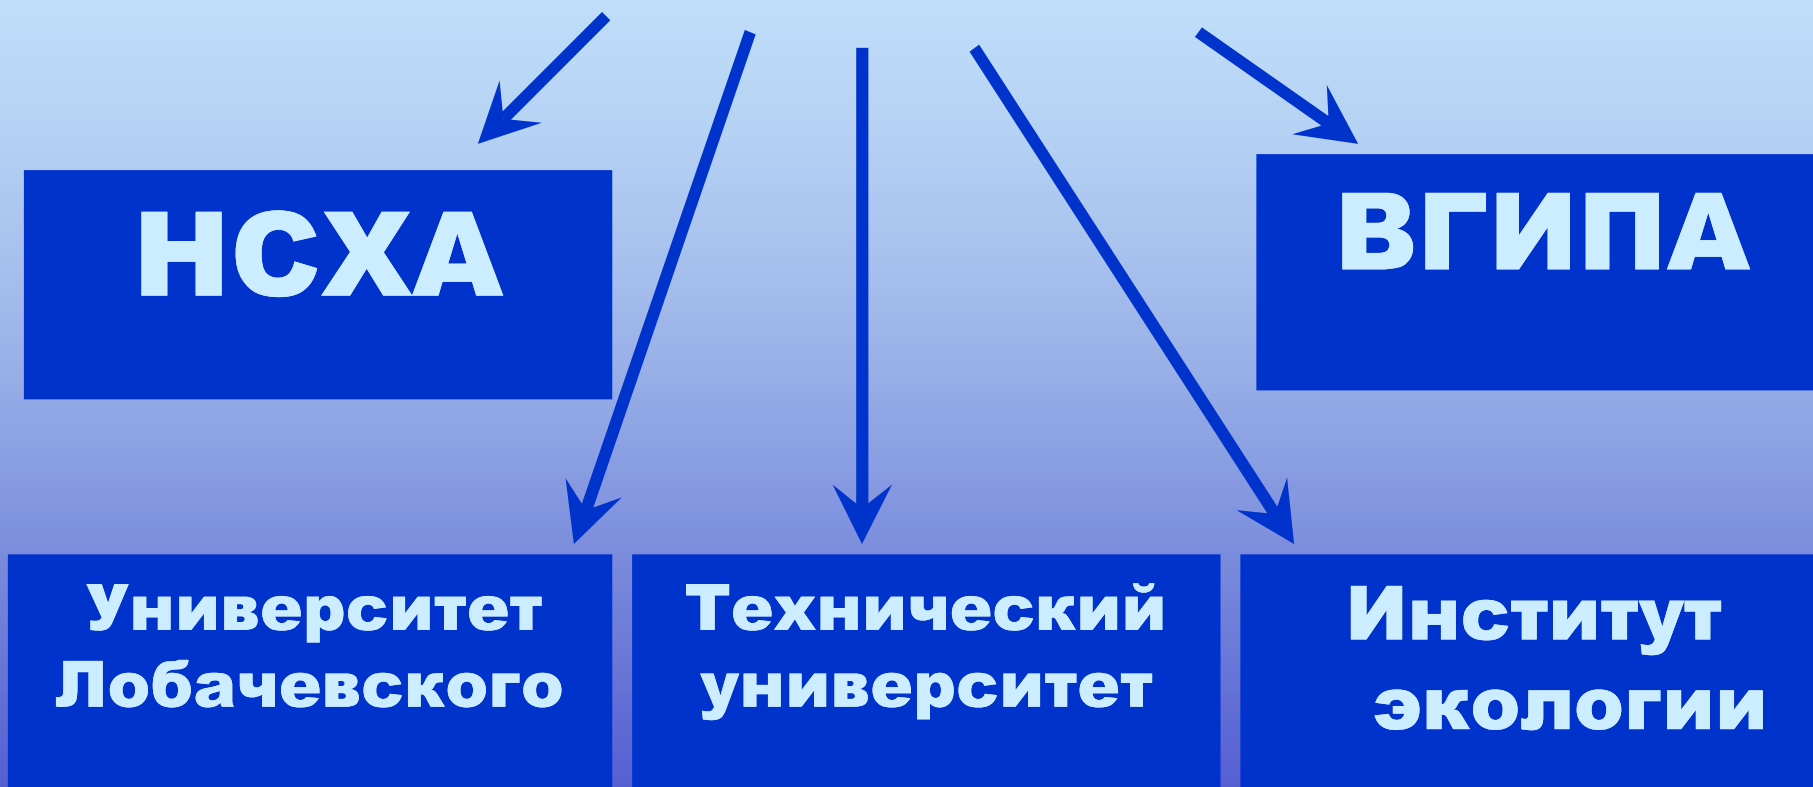 НСХА
ВГИПА
Университет
Лобачевского
Технический
университет
Институт
экологии